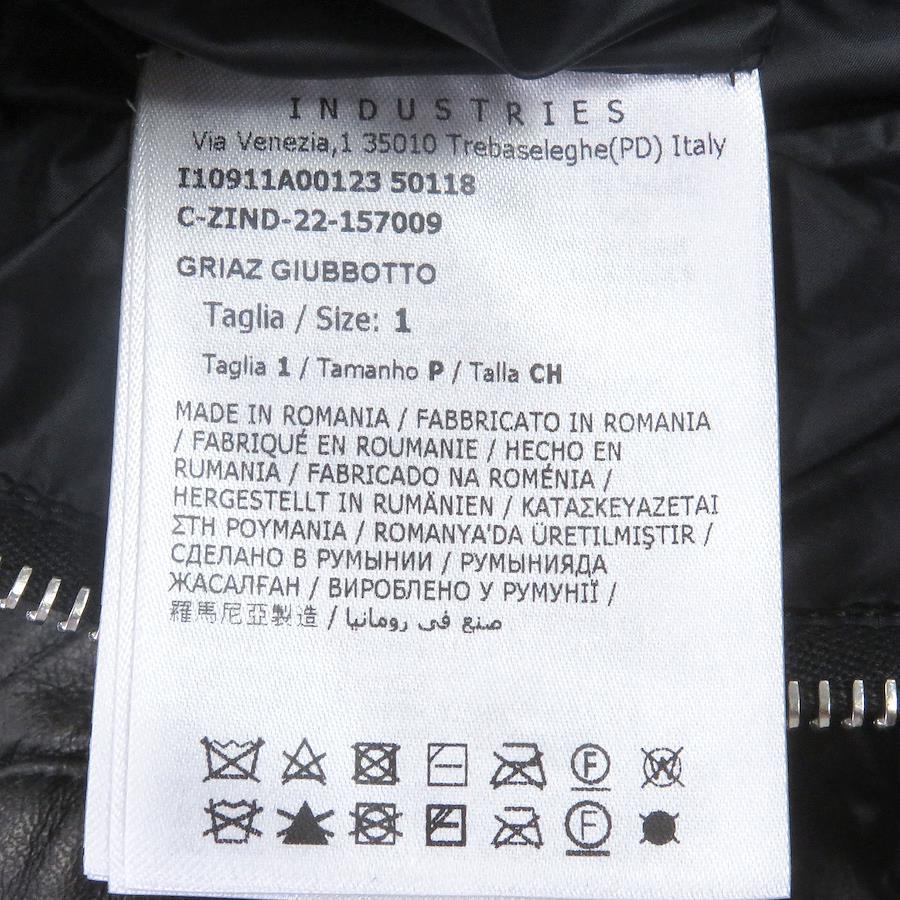 INDUSTRIES
Via Venezia,1 35010 Trebaseleghe(PD) Italy
I10911A00123 50118
C-ZIND-22-157009
GRIAZ GIUBBOTTO
Taglia / Size: 1
Taglia 1 / Tamanho P / Talla CH
MADE IN ROMANIA / FABBRICATO IN ROMANIA
/ FABRIQUÉ EN ROUMANIE / HECHO EN
RUMANIA / FABRICADO NA ROMÉNIA /
HERGESTELLT IN RUMÄNIEN / ΚΑΤΑΣΚΕΥΑΖΕΤΑΙ
ΣΤΗ ΡΟΥΜΑΝΙΑ / ROMANYA'DA ÜRETILMIŞTIR /
СДЕЛАНО В РУМЫНИИ / РУМЫНИЯДА
ЖАСАЛҒАН / ВИРОБЛЕНО У РУМУНІЇ /
羅馬尼亞製造 / صنع في رومانيا
F W
F